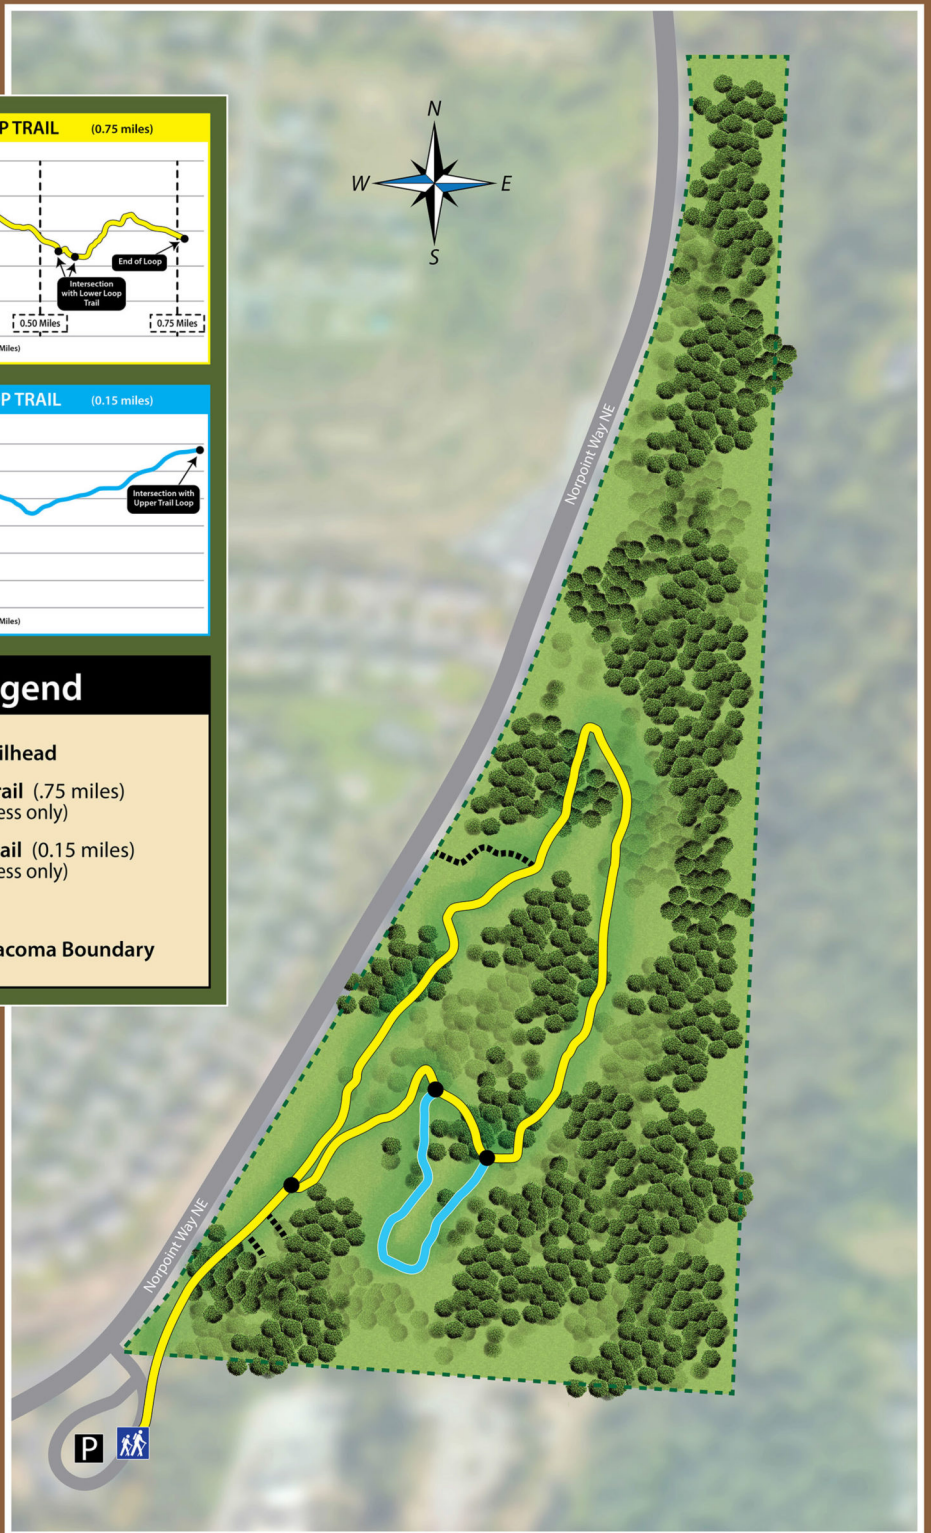 P TRAIL (0.75 miles)
End of Loop
Intersection
with Lower Loop
Trail
0.50 Miles
0.75 Miles
Miles)
P TRAIL (0.15 miles)
Intersection with
Upper Trail Loop
Miles)
gend
ilhead
rail (.75 miles)
ess only)
ail (0.15 miles)
ess only)
acoma Boundary
N
W
E
S
Norpoint Way NE
Norpoint Way NE
P